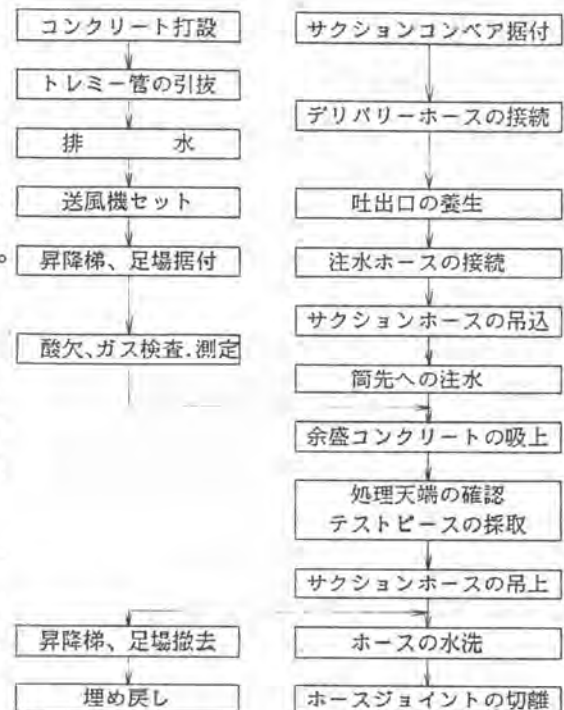 コンクリート打設
トレミー管の引抜
排水
送風機セット
昇降梯、足場据付
酸欠、ガス検査.測定
昇降梯、足場撤去
埋め戻し
サクションコンベア据付
デリバリーホースの接続
吐出口の養生
注水ホースの接続
サクションホースの吊込
筒先への注水
余盛コンクリートの吸上
処理天端の確認
テストピースの採取
サクションホースの吊上
ホースの水洗
ホースジョイントの切離